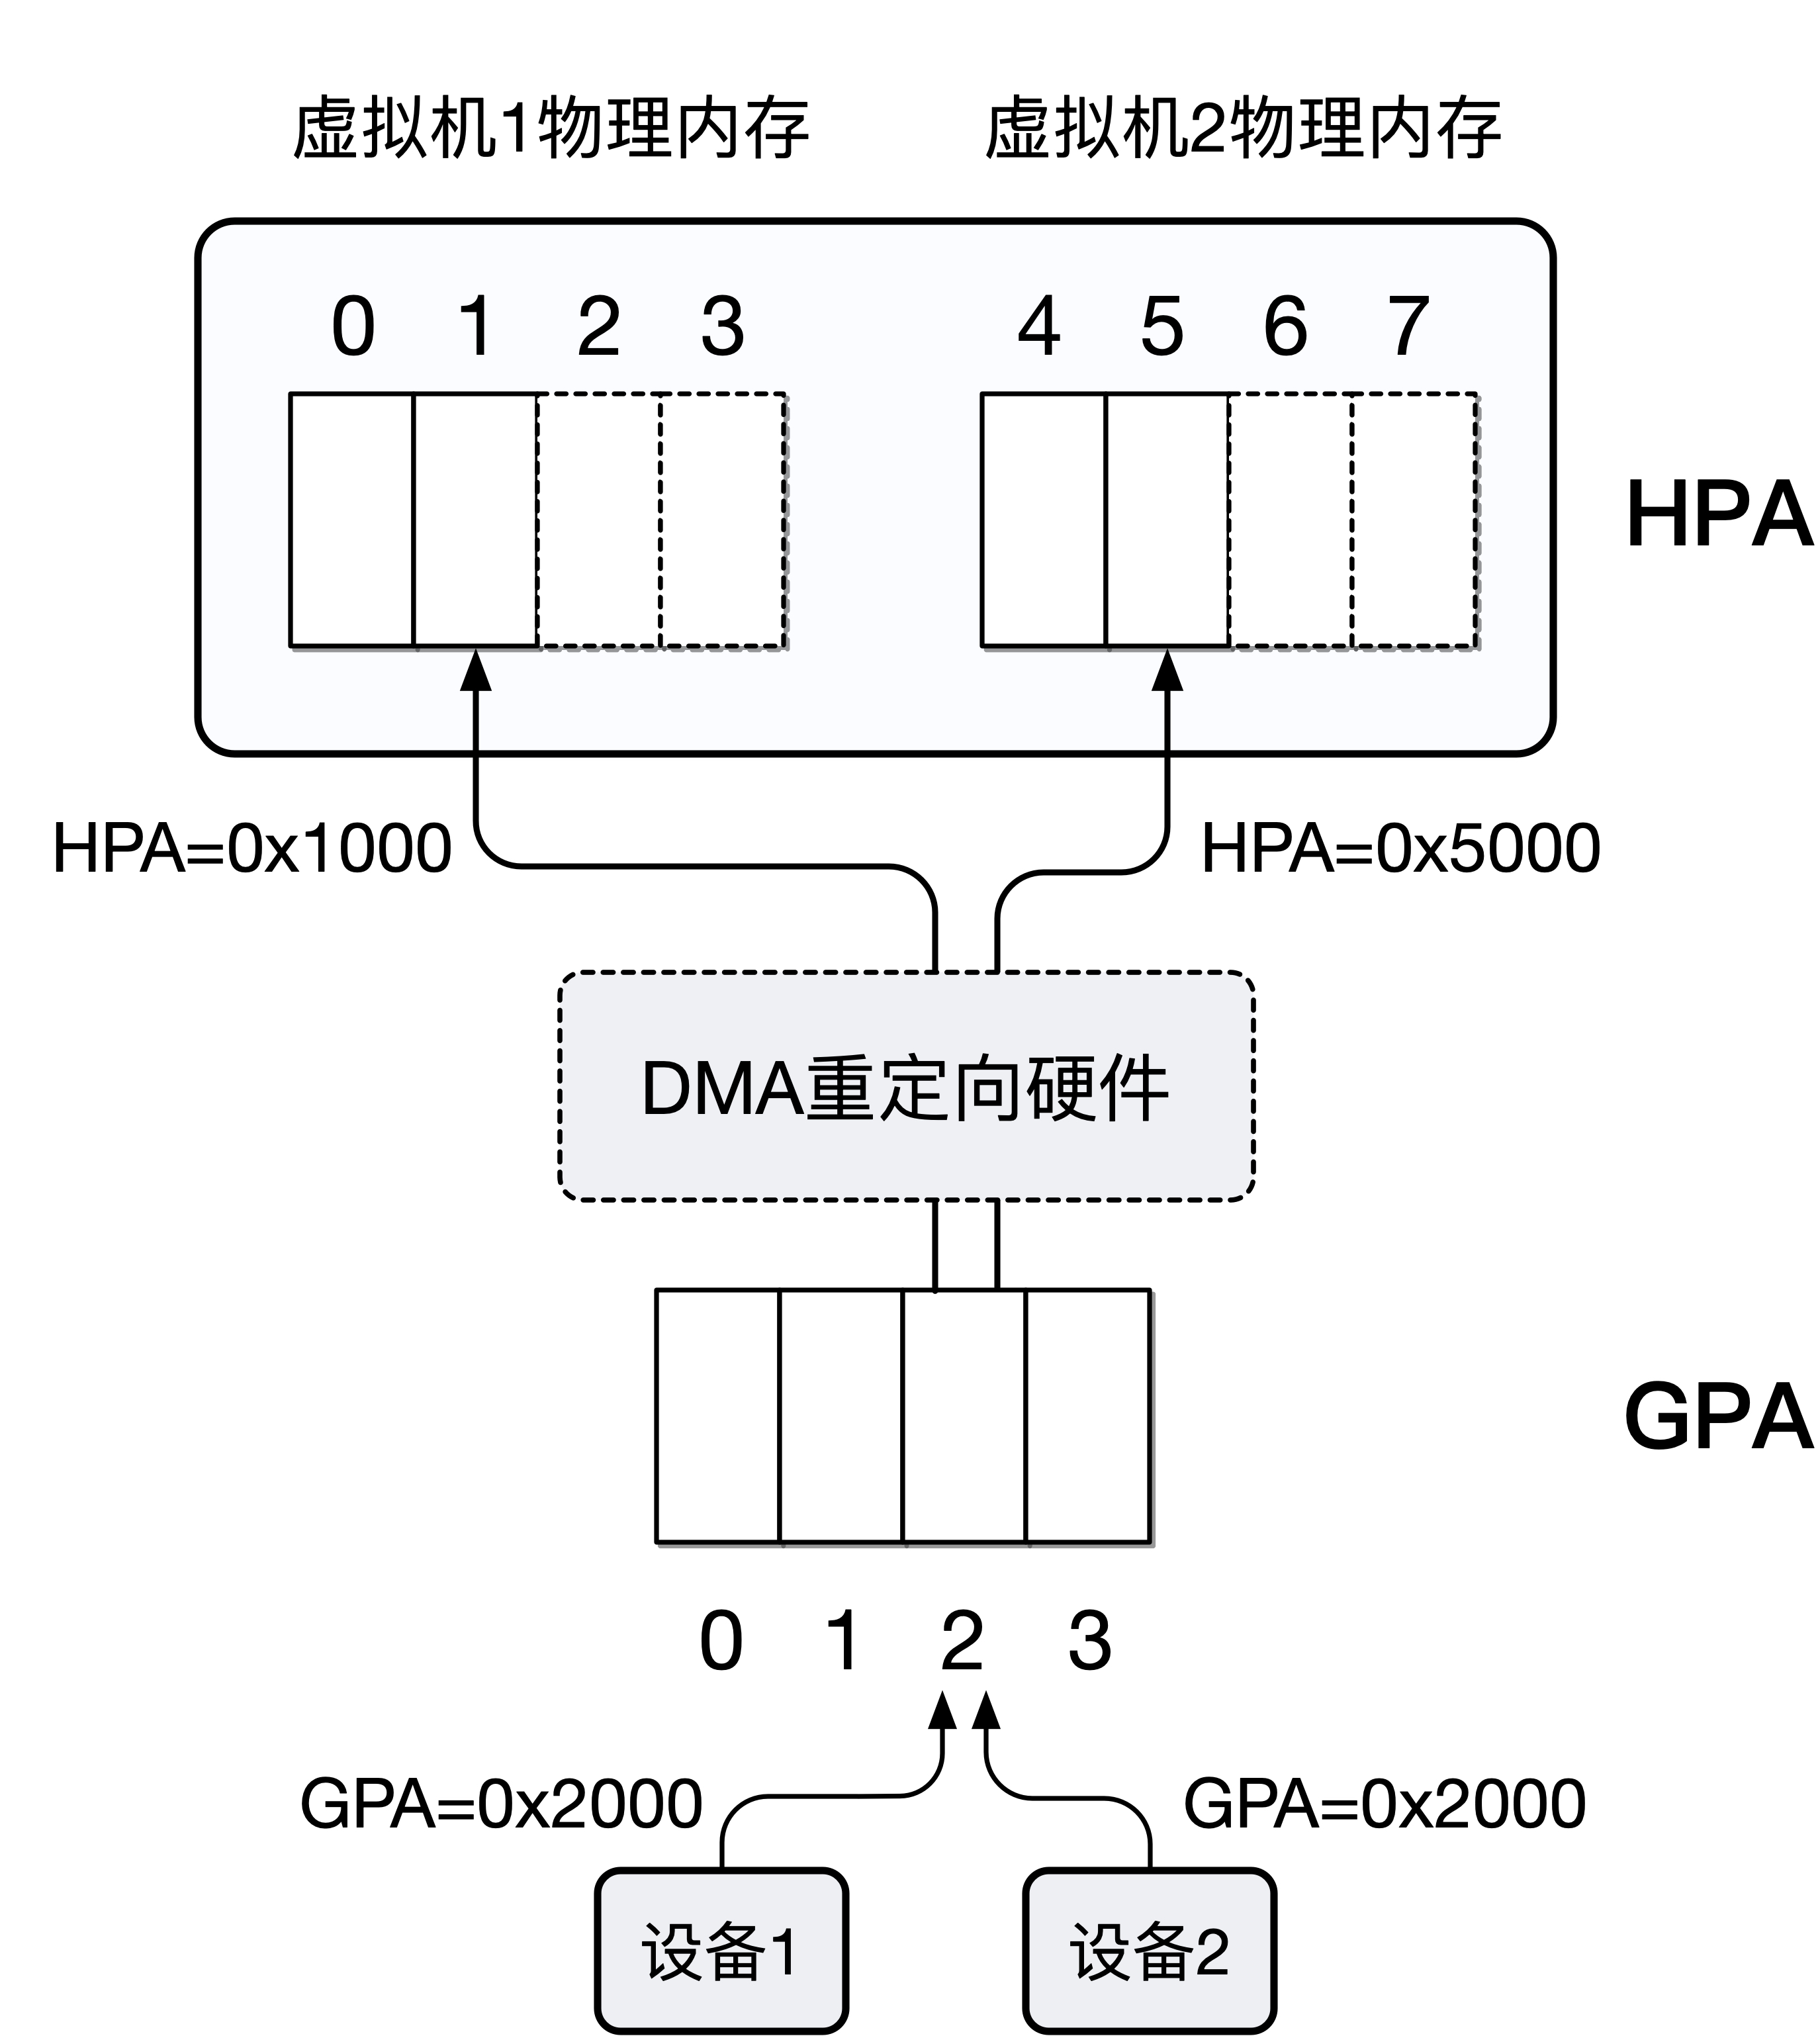 虚拟机1物理内存 虚拟机2物理内存
0 1 2 3 4 5 6 7
HPA
HPA=0x1000 HPA=0x5000
DMA重定向硬件
GPA
0 1 2 3
GPA=0x2000 GPA=0x2000
设备1 设备2